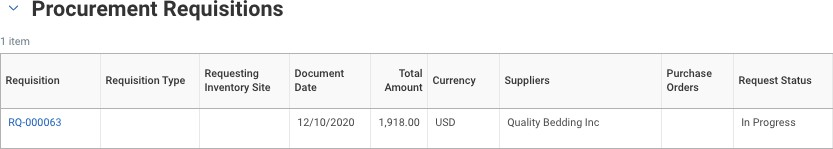 Procurement Requisitions
1 item
Requisition Requisition Type Requesting Inventory Site Document Date Total Amount Currency Suppliers Purchase Orders Request Status
RQ-000063 12/10/2020 1,918.00 USD Quality Bedding Inc In Progress